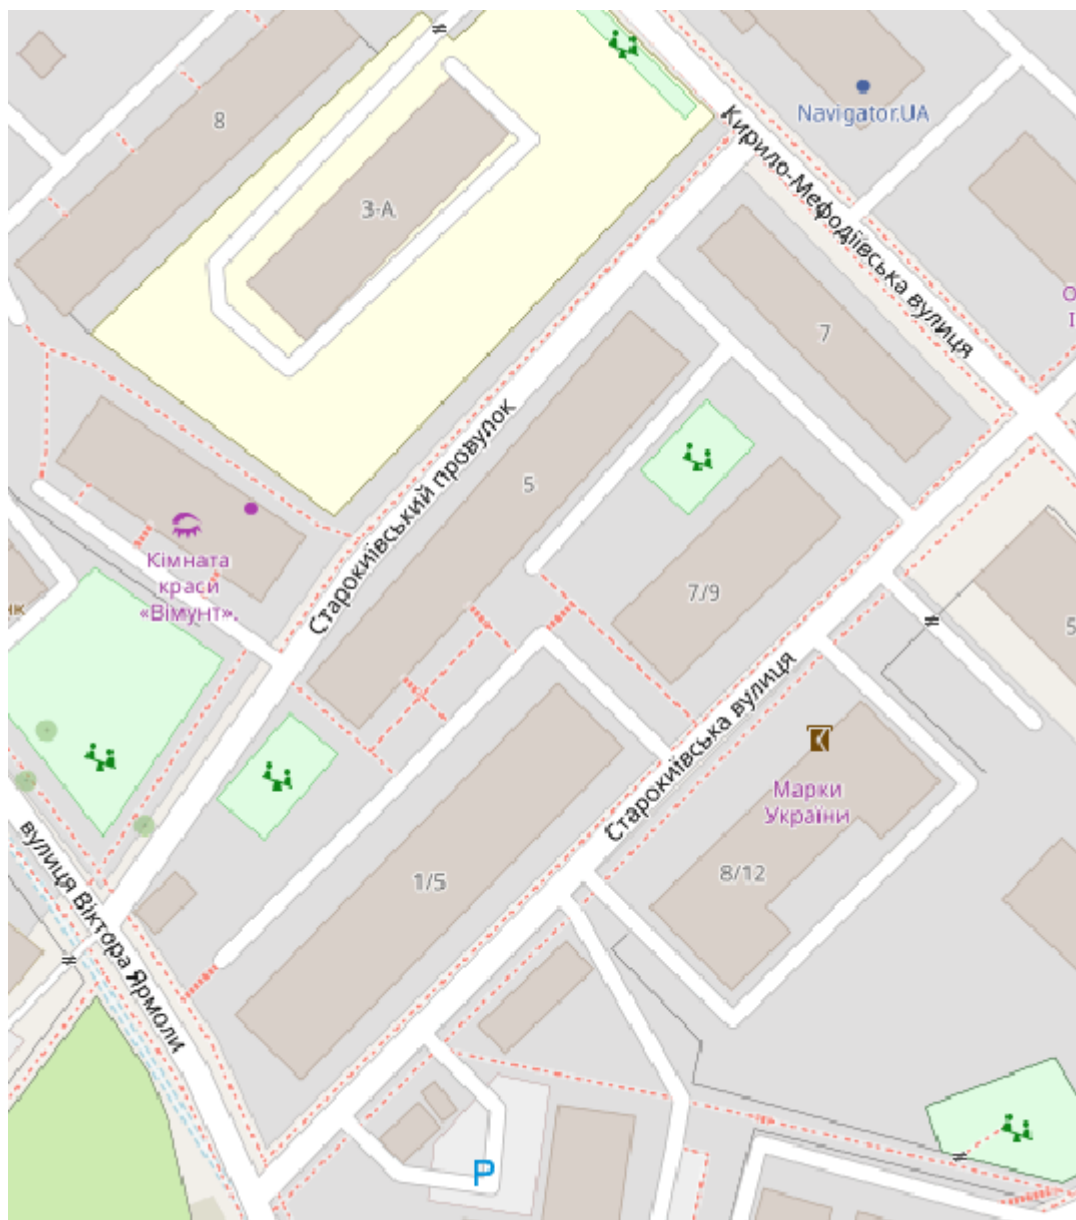 8
Navigator.UA
Кирило-Мефодіївська вулиця
3-А
7
Старокиївський провулок
5
Кімната
краси
«Вімунт».
7/9
Старокиївська вулиця
Марки
України
8/12
1/5
вулиця Віктора Ярмоли
P